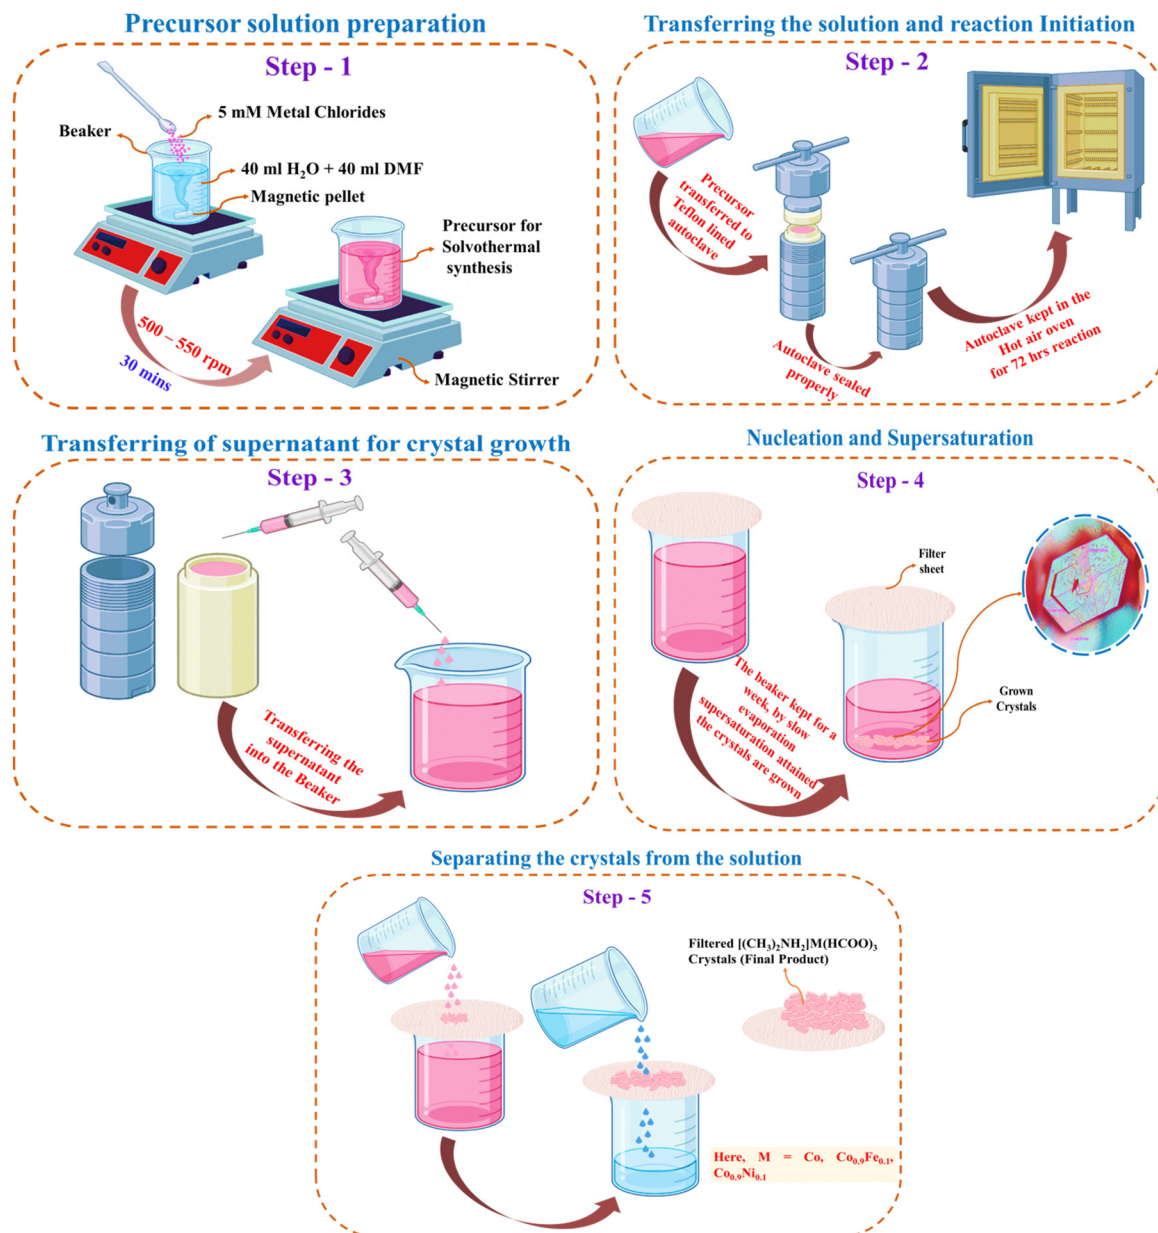 Precursor solution preparation
Step - 1
5 mM Metal Chlorides
Beaker
40 ml H₂O + 40 ml DMF
Magnetic pellet
Precursor for
Solvothermal
synthesis
500 – 550 rpm
30 mins
Magnetic Stirrer
Transferring the solution and reaction Initiation
Step - 2
Precursor
transferred to
Teflon lined
autoclave
Autoclave sealed
properly
Autoclave kept in the
Hot air oven
for 72 hrs reaction
Transferring of supernatant for crystal growth
Step - 3
Transferring the
supernatant
into the Beaker
Nucleation and Supersaturation
Step - 4
Filter
sheet
Grown
Crystals
The beaker kept for a
week, by slow
evaporation
supersaturation attained
the crystals are grown
Separating the crystals from the solution
Step - 5
Filtered [(CH₃)₂NH₂]M(HCOO)₃
Crystals (Final Product)
Here, M = Co, Co₀.₉Fe₀.₁,
Co₀.₉Ni₀.₁